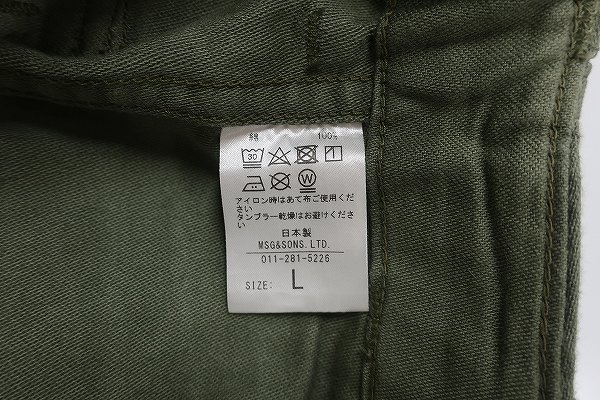 綿 100%
30
W
アイロン時はあて布ご使用くだ
さい
タンブラー乾燥はお避けくださ
い
日本製
MSG&SONS.LTD.
011-281-5226
SIZE: L